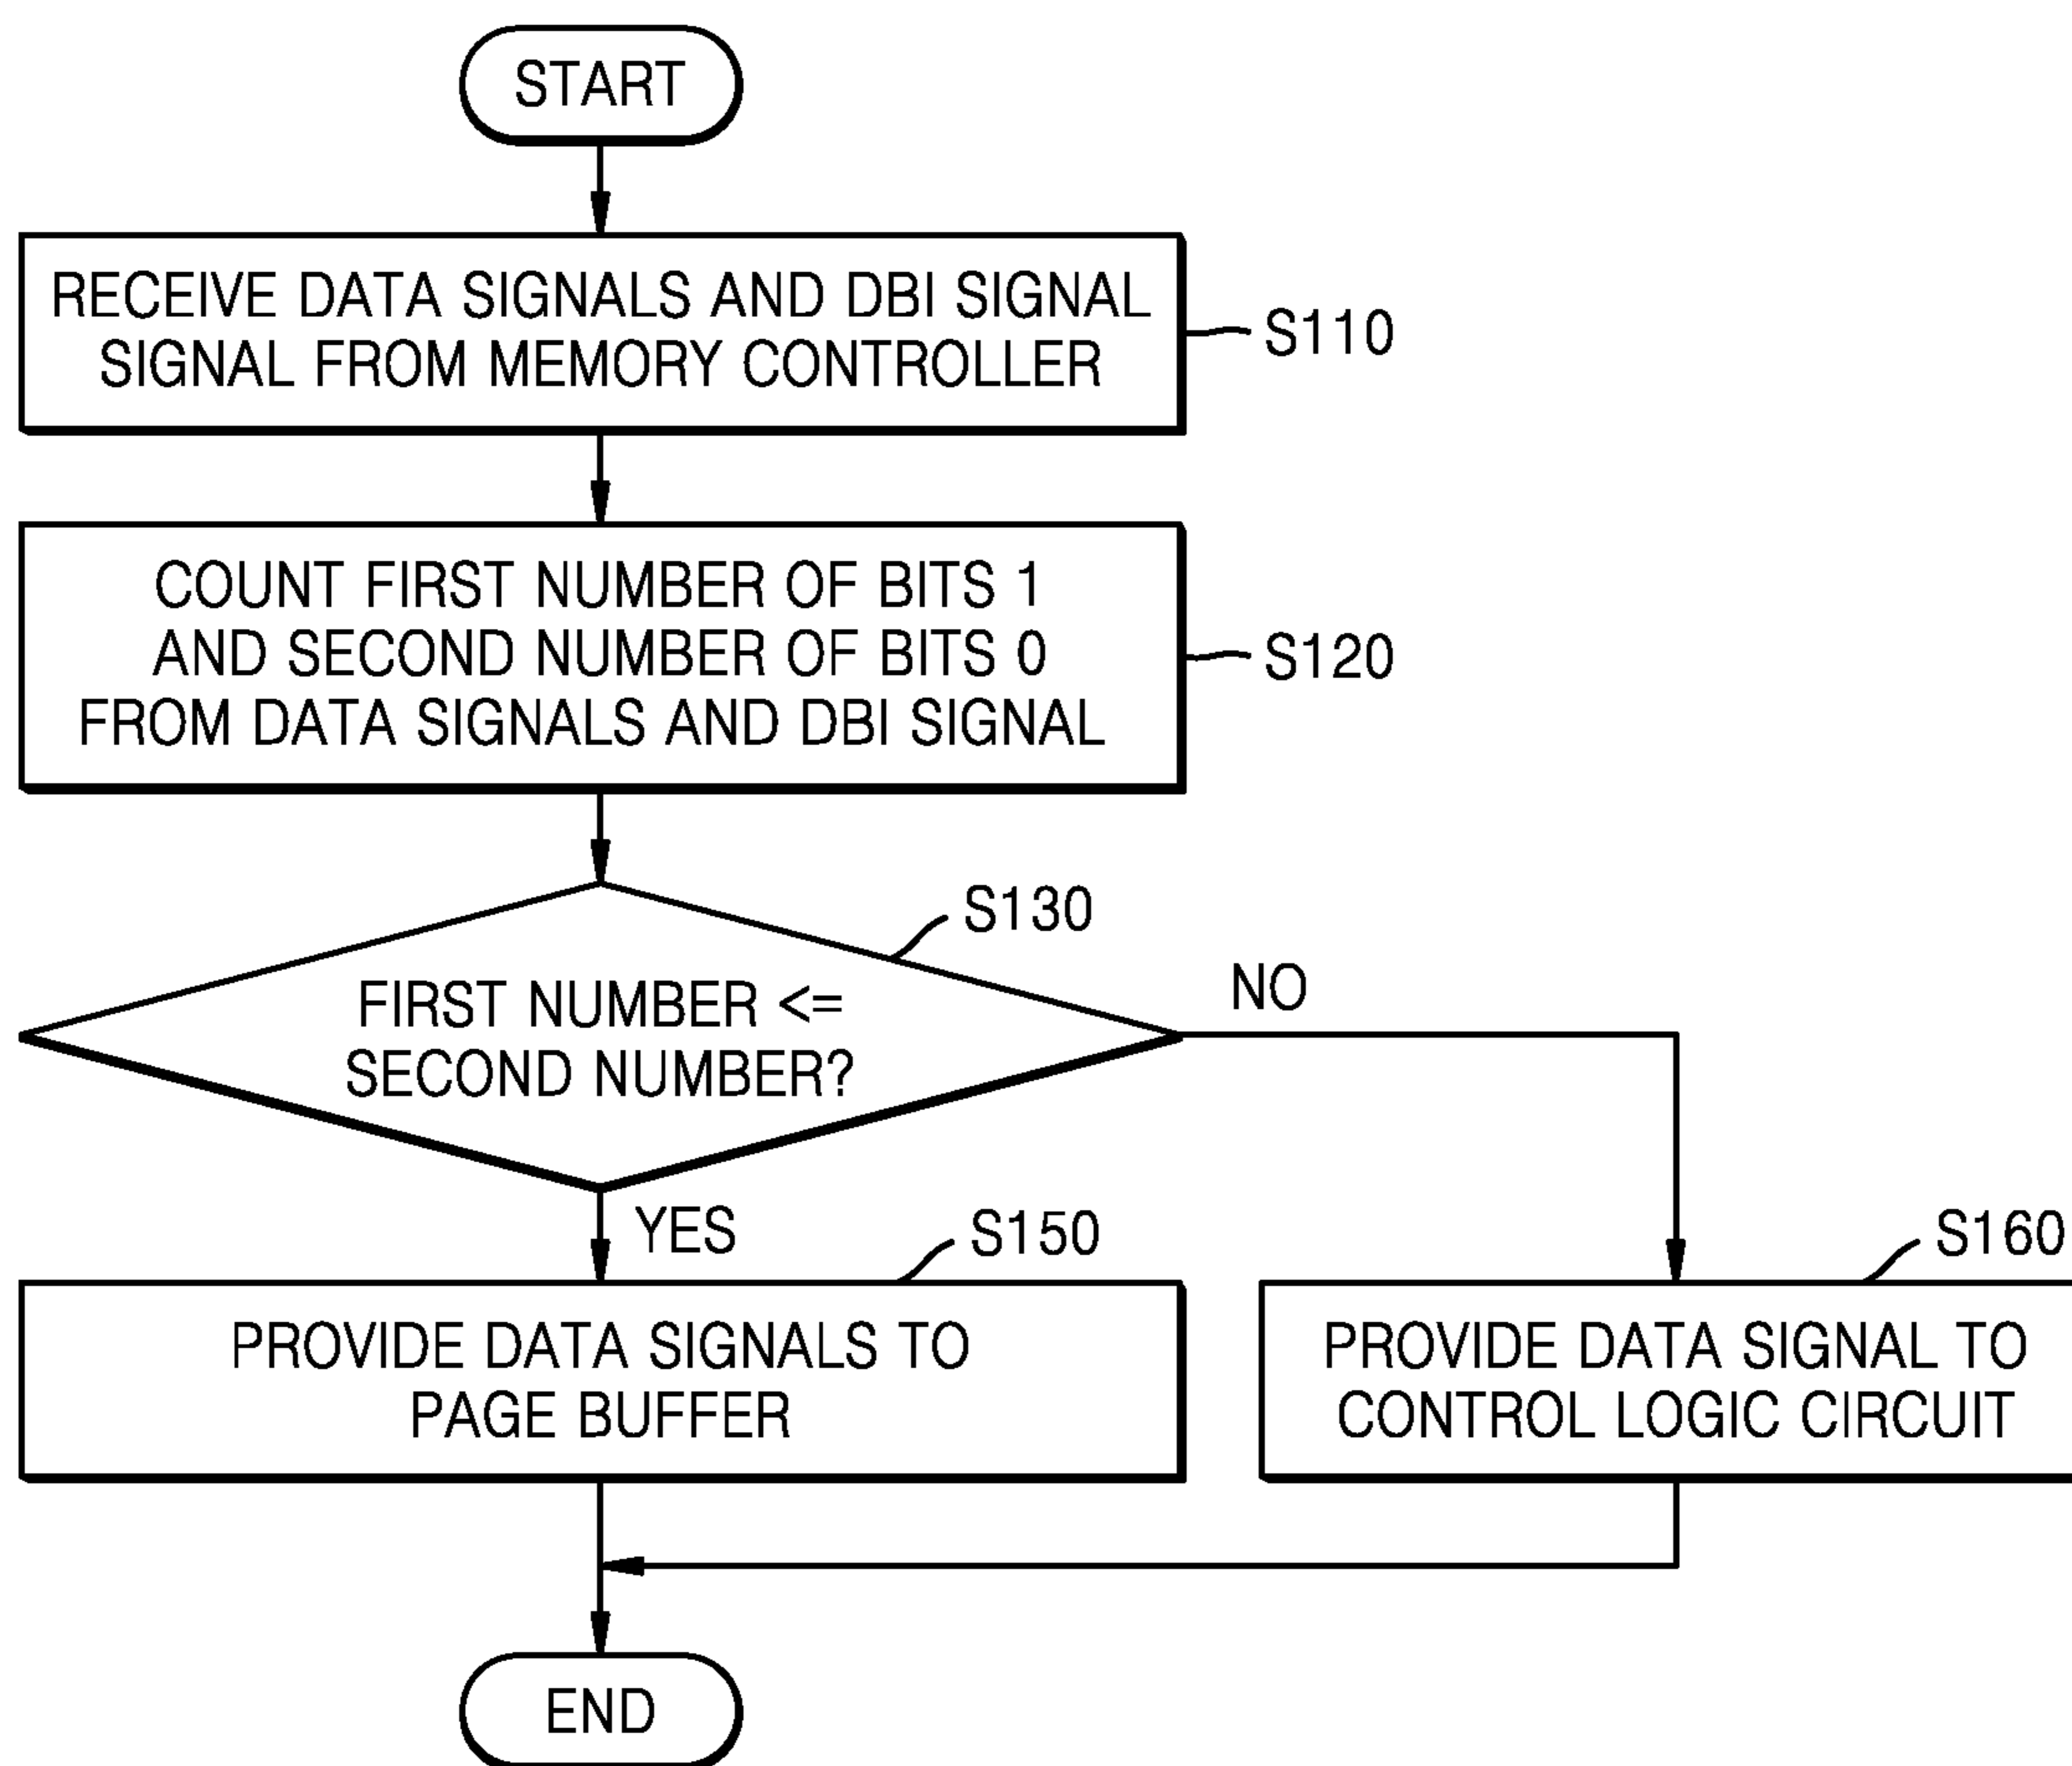 START
RECEIVE DATA SIGNALS AND DBI SIGNAL
SIGNAL FROM MEMORY CONTROLLER
S110
COUNT FIRST NUMBER OF BITS 1
AND SECOND NUMBER OF BITS 0
FROM DATA SIGNALS AND DBI SIGNAL
S120
S130
FIRST NUMBER <=
SECOND NUMBER?
NO
YES
S150
PROVIDE DATA SIGNALS TO
PAGE BUFFER
S160
PROVIDE DATA SIGNAL TO
CONTROL LOGIC CIRCUIT
END